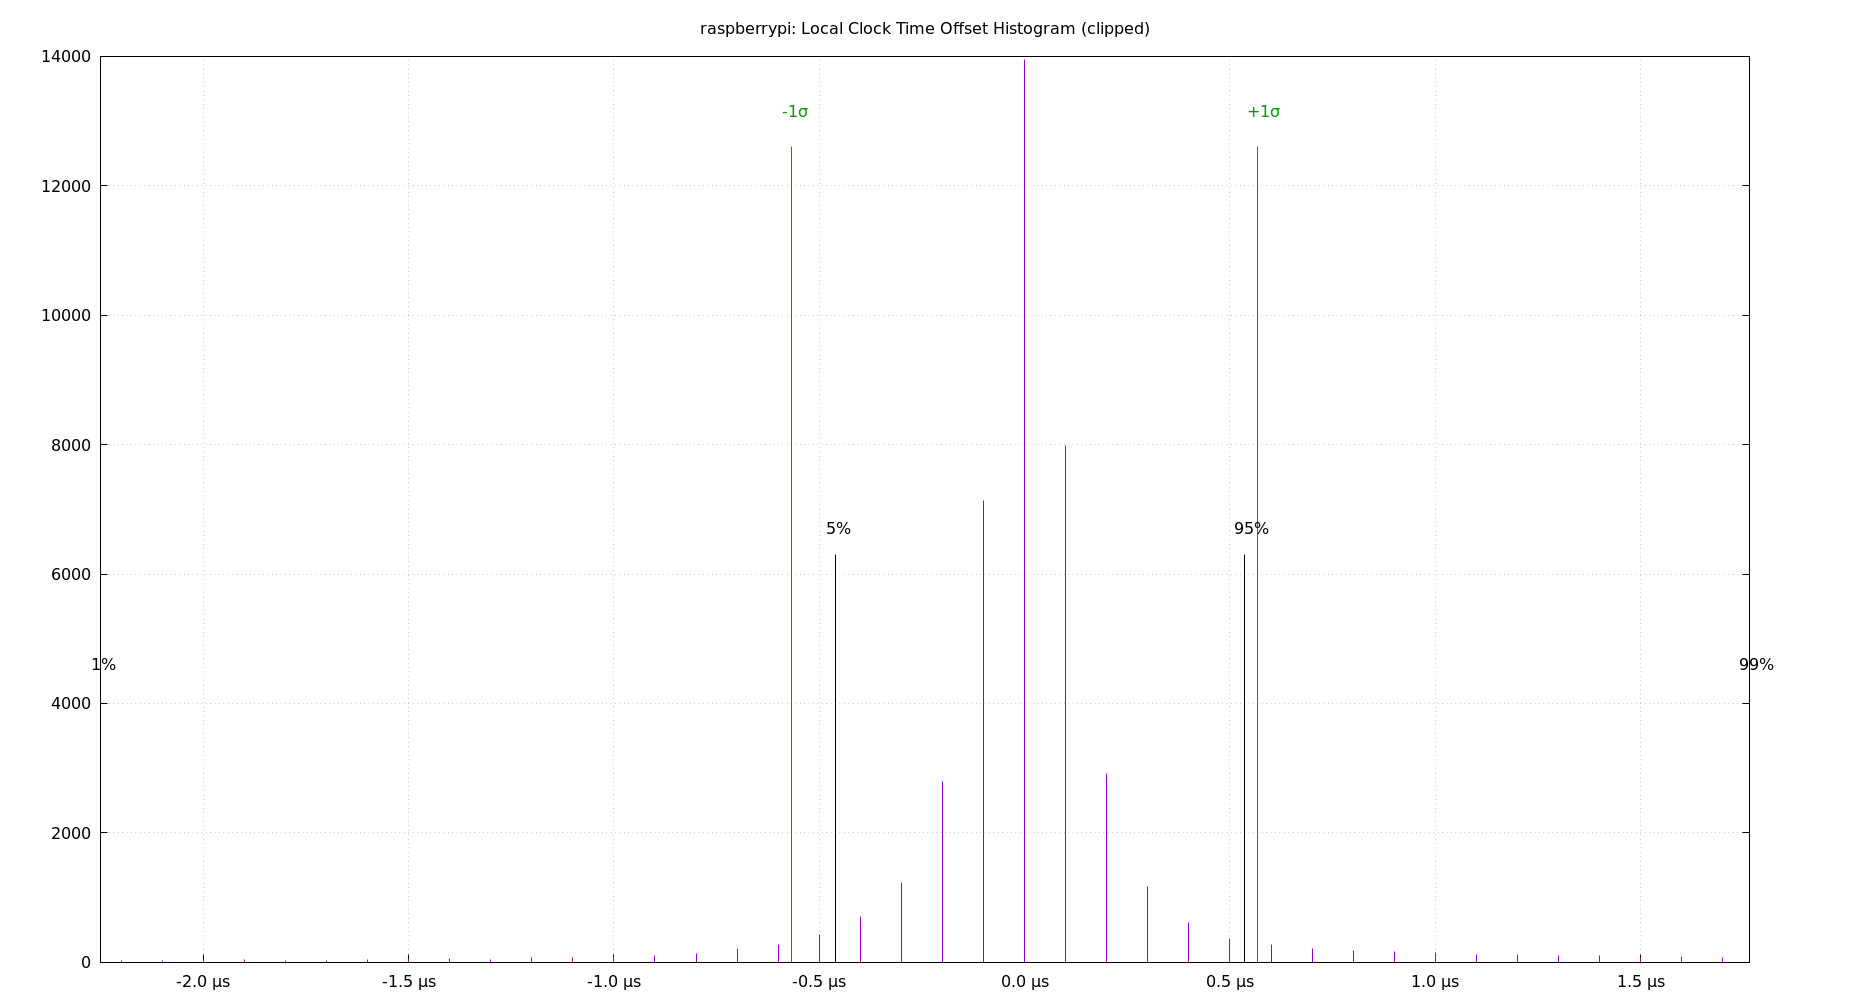 raspberrypi: Local Clock Time Offset Histogram (clipped)
14000
-1σ
+1σ
12000
10000
8000
5%
95%
6000
1%
99%
4000
2000
0
-2.0 µs
-1.5 µs
-1.0 µs
-0.5 µs
0.0 µs
0.5 µs
1.0 µs
1.5 µs